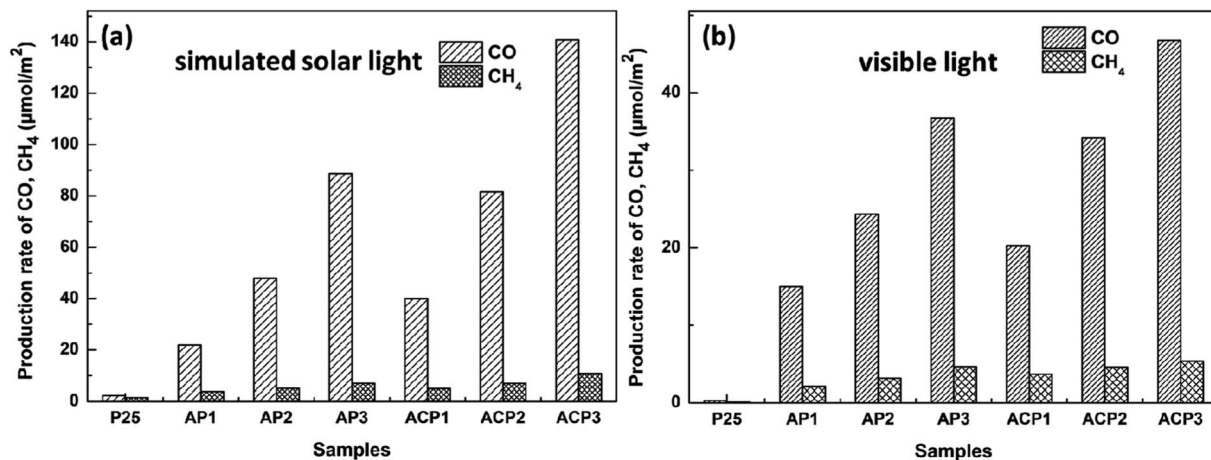 (a)
simulated solar light
CO
CH4
Production rate of CO, CH4 (μmol/m2)
140
120
100
80
60
40
20
0
P25 AP1 AP2 AP3 ACP1 ACP2 ACP3
Samples
(b)
visible light
CO
CH4
Production rate of CO, CH4 (μmol/m2)
40
20
0
P25 AP1 AP2 AP3 ACP1 ACP2 ACP3
Samples